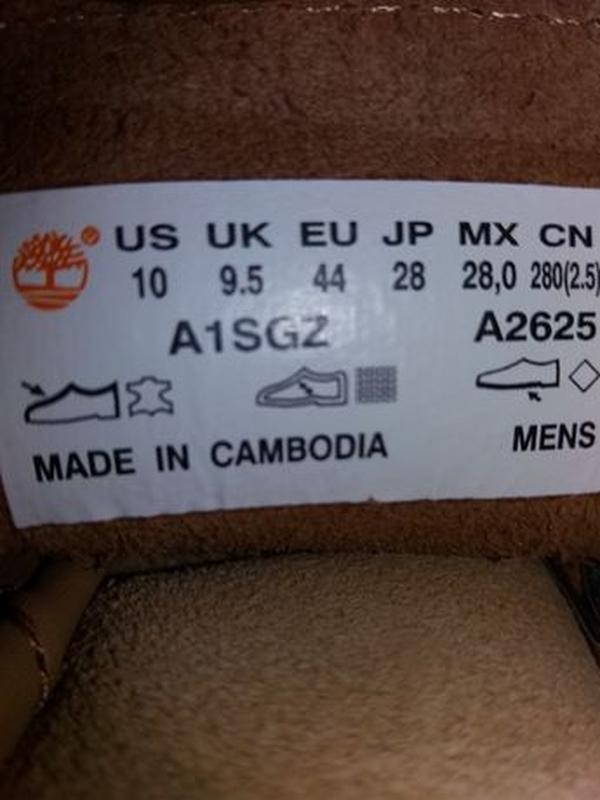 US UK EU JP MX CN
10 9.5 44 28 28,0 280(2.5)
A1SGZ A2625
MADE IN CAMBODIA MENS